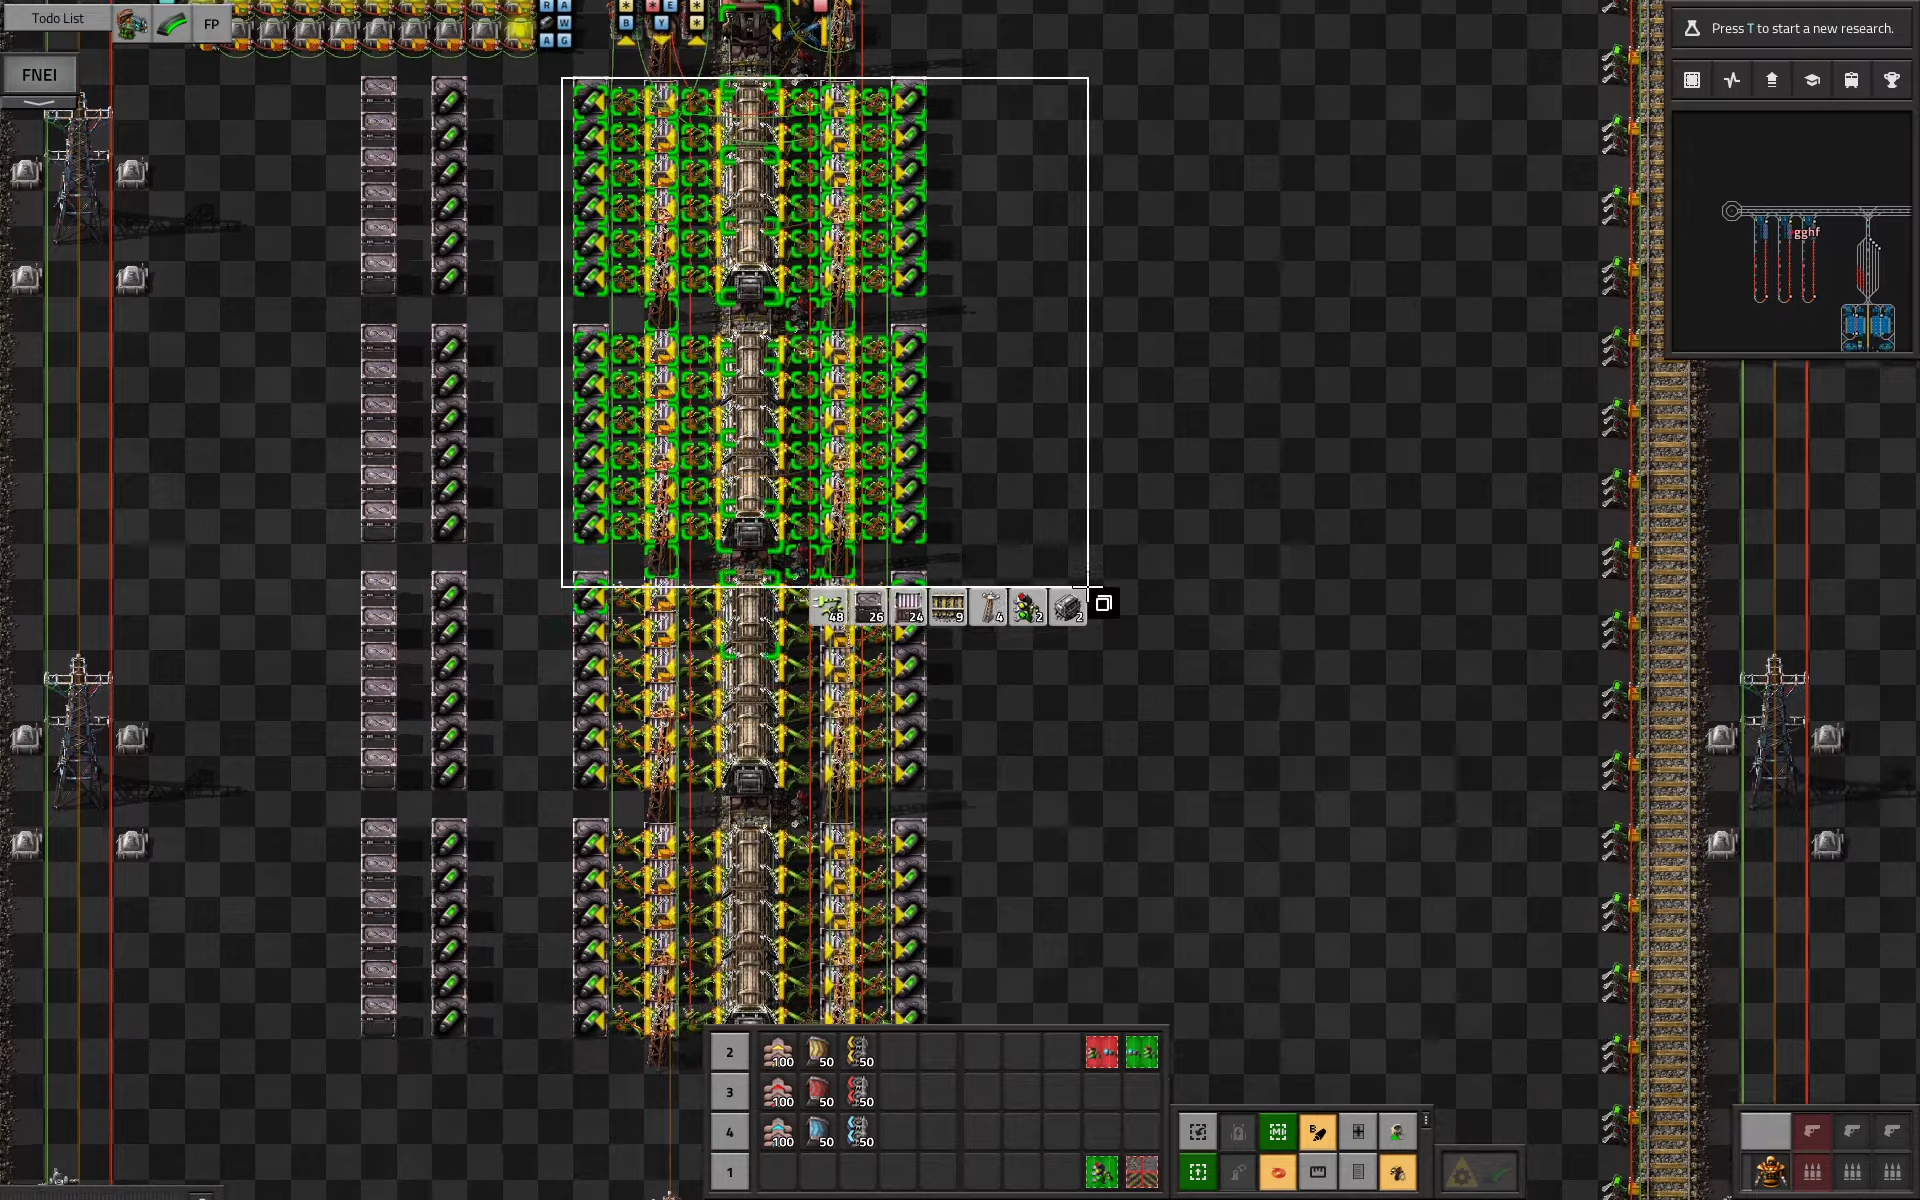 Todo List
FP
R A
W
A G
* * E *
B Y *
FNEI
Press T to start a new research.
gghf
48 26 24 9 4 2 2
2 100 50 50
3 100 50 50
4 100 50 50
1
B